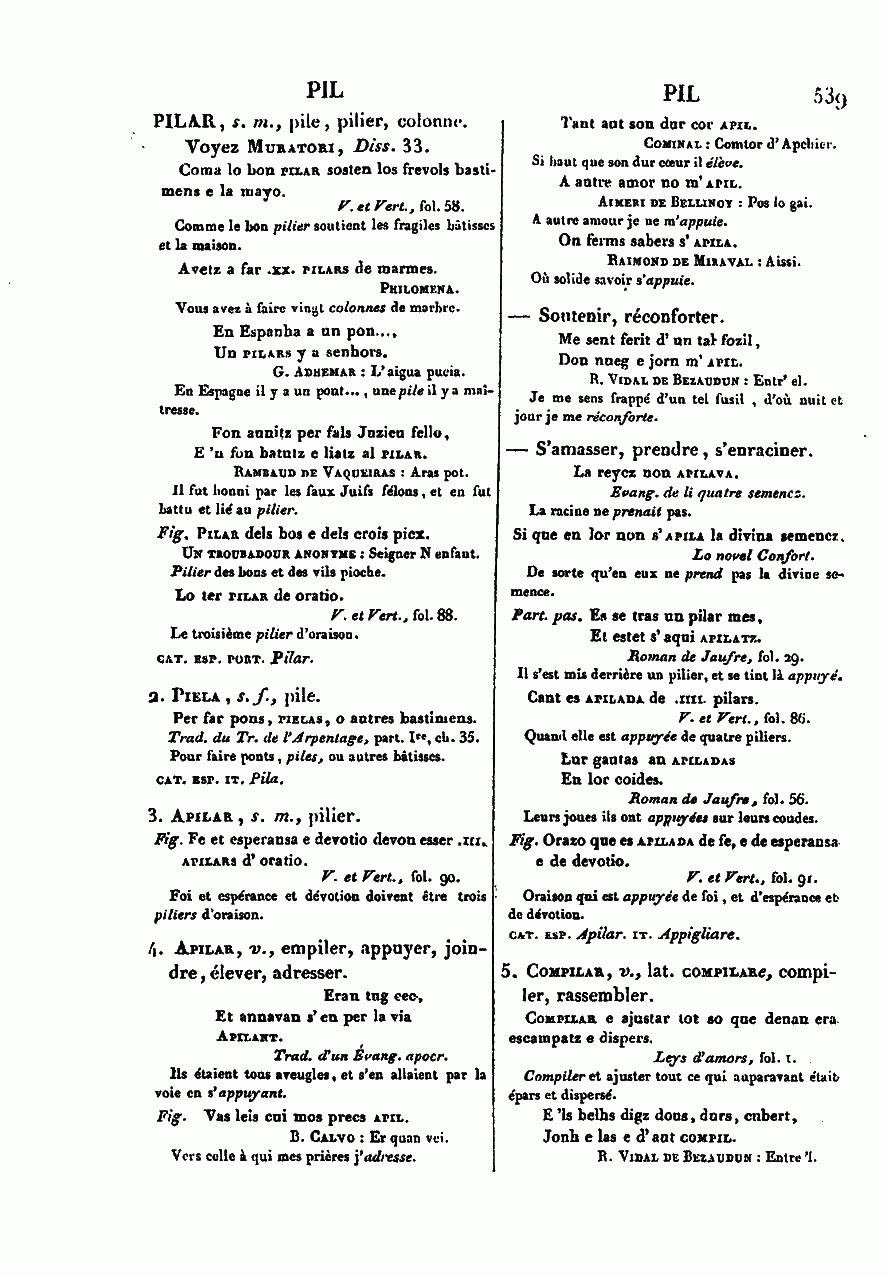 PIL
PIL
539
PILAR, s. m., pile, pilier, colonne.
Voyez MURATORI, Diss. 33.
Coma lo bon PILAR sosten los frevols basti-
mens e la mayo.
V. et Vert., fol. 58.
Comme le bon pilier soutient les fragiles bâtisses
et la maison.
Avetz a far .XX. PILARS de marmes.
PHILOMENA.
Vous avez à faire vingt colonnes de marbre.
En Espanha a un pon...,
Un PILARS y a senhors.
G. ADHEMAR : L'aigua pueia.
En Espagne il y a un pont..., une pile il y a maî-
tresse.
Fon aunitz per fals Juzieu fello,
E 'n fon batutz e liatz al PILAR.
RAMBAUD DE VAQUEIRAS : Aras pot.
Il fut honni par les faux Juifs félons, et en fut
battu et lié au pilier.
Fig. PILAR dels bos e dels crois picx.
UN TROUBADOUR ANONYME : Seigner N enfant.
Pilier des bons et des vils pioche.
Lo ter PILAR de oratio.
V. et Vert., fol. 88.
Le troisième pilier d'oraison.
CAT. ESP. PORT. Pilar.
2. PIELA, s. f., pile.
Per far pons, PIELAS, o autres bastimens.
Trad. du Tr. de l'Arpentage, part. Ire, ch. 35.
Pour faire ponts, piles, ou autres bâtisses.
CAT. ESP. IT. Pila.
3. APILAR, s. m., pilier.
Fig. Fe et esperansa e devotio devon esser .III.
APILARS d' oratio.
V. et Vert., fol. 90.
Foi et espérance et dévotion doivent être trois
piliers d'oraison.
4. APILAR, v., empiler, appuyer, join-
dre, élever, adresser.
Eran tug cec,
Et annavan s' en per la via
APILANT.
Trad. d'un Évang. apocr.
Ils étaient tous aveugles, et s'en allaient par la
voie en s'appuyant.
Fig. Vas leis cui mos precs APIL.
B. CALVO : Er quan vei.
Vers celle à qui mes prières j'adresse.
Tant aut son dur cor APIL.
COMINAL : Comtor d'Apchier.
Si haut que son dur cœur il élève.
A autre amor no m' APIL.
AIMERI DE BELLINOY : Pos lo gai.
A autre amour je ne m'appuie.
On ferms sabers s' APILA.
RAIMOND DE MIRAVAL : Aissi.
Où solide savoir s'appuie.
— Soutenir, réconforter.
Me sent ferit d' un tal fozil,
Don nueg e jorn m' APIL.
R. VIDAL DE BEZAUDUN : Entr' el.
Je me sens frappé d'un tel fusil , d'où nuit et
jour je me réconforte.
— S'amasser, prendre, s'enraciner.
La reycz non APILAVA.
Evang. de li quatre semencz.
La racine ne prenait pas.
Si que en lor non s' APILA la divina semencz.
Lo novel Confort.
De sorte qu'en eux ne prend pas la divine se-
mence.
Part. pas. Es se tras un pilar mes,
Et estet s' aqui APILATZ.
Roman de Jaufre, fol. 29.
Il s'est mis derrière un pilier, et se tint là appuyé.
Cant es APILADA de .IIII. pilars.
V. et Vert., fol. 86.
Quand elle est appuyée de quatre piliers.
Lur gautas an APILADAS
En lor coides.
Roman de Jaufre, fol. 56.
Leurs joues ils ont appuyées sur leurs coudes.
Fig. Orazo que es APILADA de fe, e de esperansa
e de devotio.
V. et Vert., fol. 91.
Oraison qui est appuyée de foi, et d'espérance et
de dévotion.
CAT. ESP. Apilar. IT. Appigliare.
5. COMPILAR, v., lat. COMPILARe, compi-
ler, rassembler.
COMPILAR e ajustar tot so que denan era
escampatz e dispers.
Leys d'amors, fol. 1.
Compiler et ajuster tout ce qui auparavant était
épars et dispersé.
E 'ls belhs digz dous, durs, cubert,
Jonh e las e d' aut COMPIL.
R. VIDAL DE BEZAUDUN : Entre 'l.